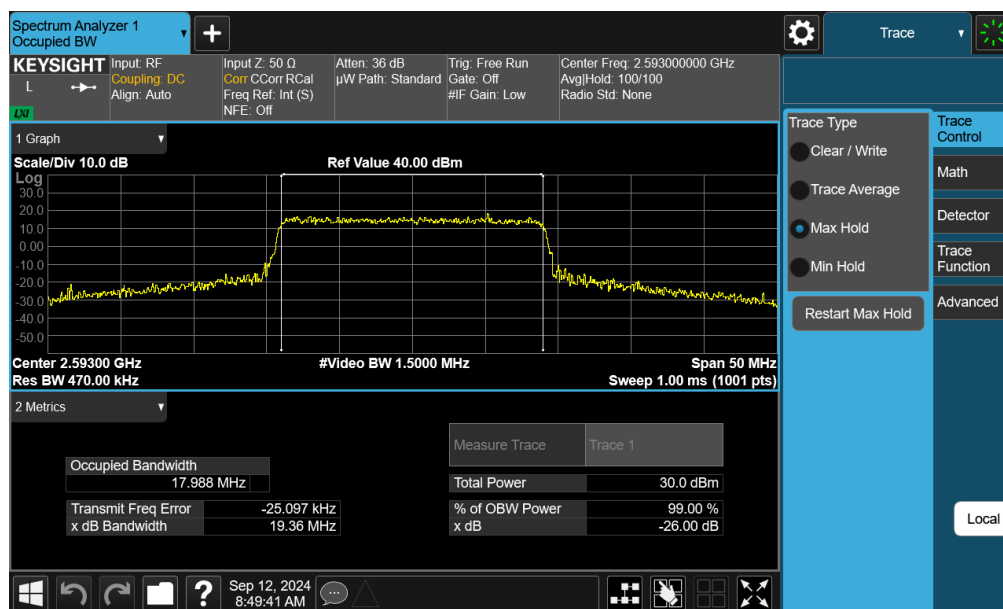 Spectrum Analyzer 1
Occupied BW
+
Trace
KEYSIGHT
L
LXI
Input: RF
Coupling: DC
Align: Auto
Input Z: 50 Ω
Corr CCorr RCal
Freq Ref: Int (S)
NFE: Off
Atten: 36 dB
µW Path: Standard
Trig: Free Run
Gate: Off
#IF Gain: Low
Center Freq: 2.593000000 GHz
Avg|Hold: 100/100
Radio Std: None
1 Graph
Scale/Div 10.0 dB
Ref Value 40.00 dBm
Log
30.0
20.0
10.0
0.00
-10.0
-20.0
-30.0
-40.0
-50.0
Center 2.59300 GHz
#Video BW 1.5000 MHz
Span 50 MHz
Res BW 470.00 kHz
Sweep 1.00 ms (1001 pts)
2 Metrics
Measure Trace
Trace 1
Occupied Bandwidth
17.988 MHz
Total Power
30.0 dBm
Transmit Freq Error
-25.097 kHz
% of OBW Power
99.00 %
x dB Bandwidth
19.36 MHz
x dB
-26.00 dB
Trace Type
Clear / Write
Trace Average
Max Hold
Min Hold
Restart Max Hold
Trace
Control
Math
Detector
Trace
Function
Advanced
Local
?
Sep 12, 2024
8:49:41 AM